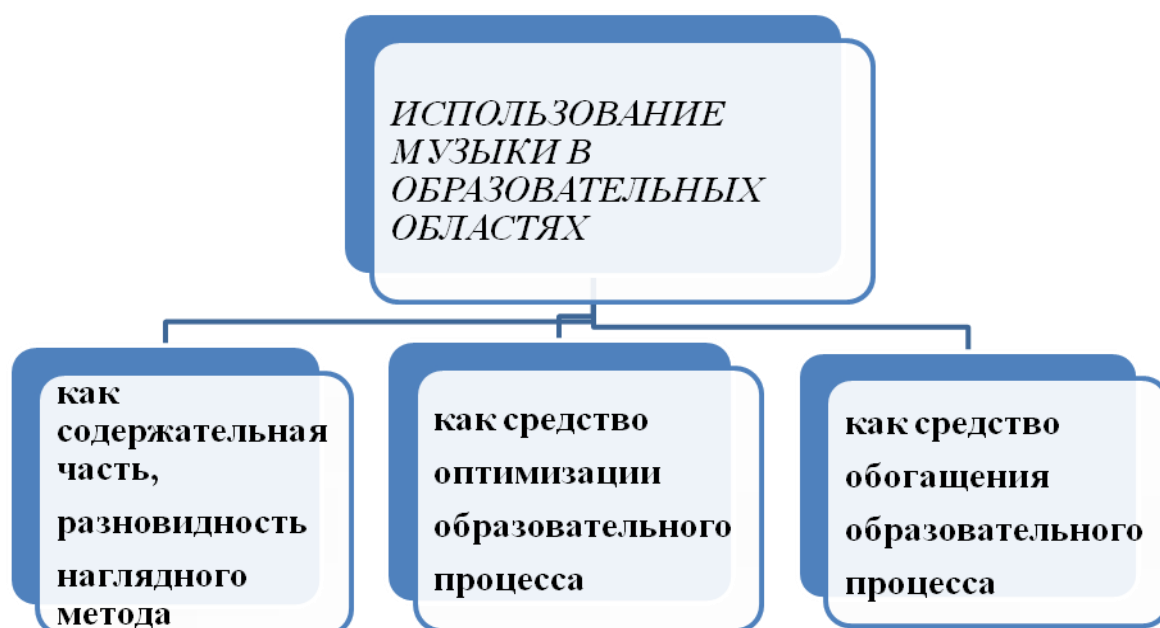 ИСПОЛЬЗОВАНИЕ
МУЗЫКИ В
ОБРАЗОВАТЕЛЬНЫХ
ОБЛАСТЯХ
как
содержательная
часть,
разновидность
наглядного
метода
как средство
оптимизации
образовательного
процесса
как средство
обогащения
образовательного
процесса